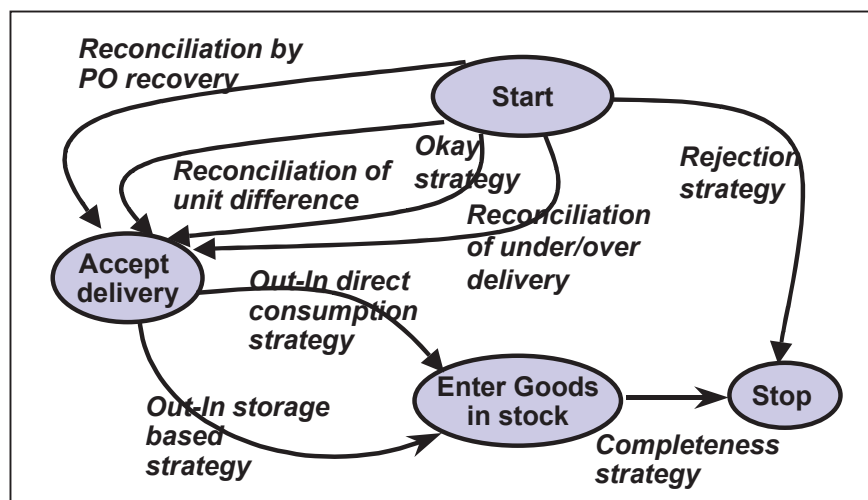 Reconciliation by
PO recovery
Start
Okay
strategy
Rejection
strategy
Reconciliation of
unit difference
Reconciliation
of under/over
delivery
Accept
delivery
Out-In direct
consumption
strategy
Enter Goods
in stock
Stop
Out-In storage
based
strategy
Completeness
strategy